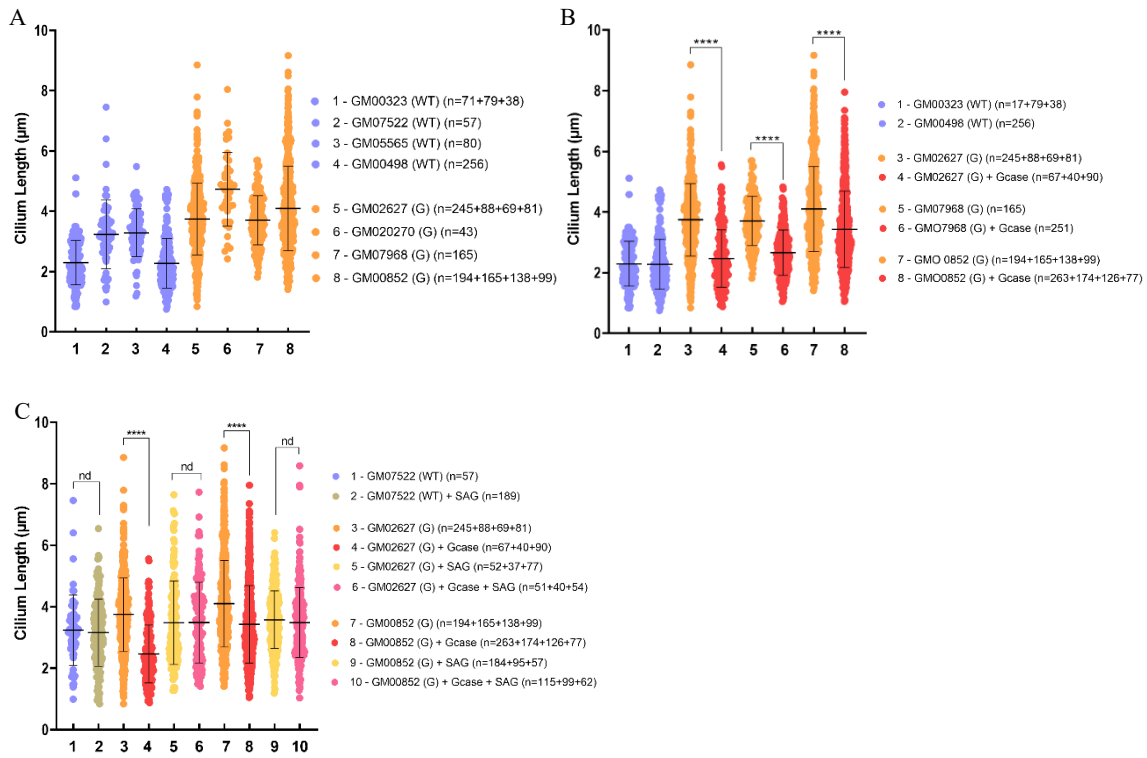 A
Cilium Length (μm)
10
8
6
4
2
0
1 2 3 4 5 6 7 8
1 - GM00323 (WT) (n=71+79+38)
2 - GM07522 (WT) (n=57)
3 - GM05565 (WT) (n=80)
4 - GM00498 (WT) (n=256)
5 - GM02627 (G) (n=245+88+69+81)
6 - GM020270 (G) (n=43)
7 - GM07968 (G) (n=165)
8 - GM00852 (G) (n=194+165+138+99)
B
Cilium Length (μm)
10
8
6
4
2
0
**** **** ****
1 2 3 4 5 6 7 8
1 - GM00323 (WT) (n=17+79+38)
2 - GM00498 (WT) (n=256)
3 - GM02627 (G) (n=245+88+69+81)
4 - GM02627 (G) + Gcase (n=67+40+90)
5 - GM07968 (G) (n=165)
6 - GMO7968 (G) + Gcase (n=251)
7 - GMO 0852 (G) (n=194+165+138+99)
8 - GMO0852 (G) + Gcase (n=263+174+126+77)
C
Cilium Length (μm)
10
8
6
4
2
0
nd **** nd **** nd
1 2 3 4 5 6 7 8 9 10
1 - GM07522 (WT) (n=57)
2 - GM07522 (WT) + SAG (n=189)
3 - GM02627 (G) (n=245+88+69+81)
4 - GM02627 (G) + Gcase (n=67+40+90)
5 - GM02627 (G) + SAG (n=52+37+77)
6 - GM02627 (G) + Gcase + SAG (n=51+40+54)
7 - GM00852 (G) (n=194+165+138+99)
8 - GM00852 (G) + Gcase (n=263+174+126+77)
9 - GM00852 (G) + SAG (n=184+95+57)
10 - GM00852 (G) + Gcase + SAG (n=115+99+62)